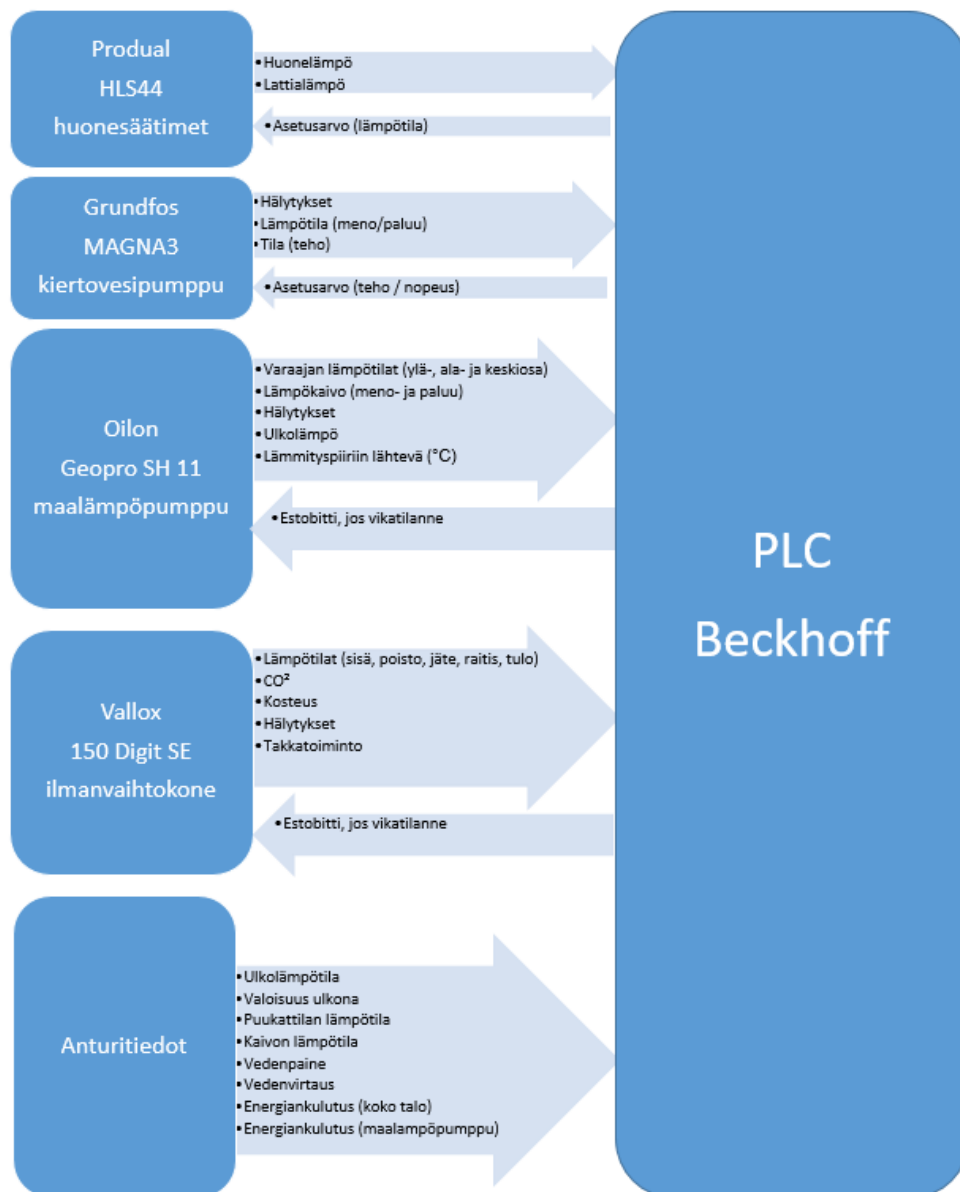 Produal
HLS44
huonesäätimet
•Huonelämpö
•Lattialämpö
•Asetusarvo (lämpötila)
Grundfos
MAGNA3
kiertovesipumppu
•Hälytykset
•Lämpötila (meno/paluu)
•Tila (teho)
•Asetusarvo (teho / nopeus)
Oilon
Geopro SH 11
maalämpöpumppu
•Varaajan lämpötilat (ylä-, ala- ja keskiosa)
•Lämpökaivo (meno- ja paluu)
•Hälytykset
•Ulkolämpö
•Lämmityspiiriin lähtevä (°C)
•Estobitti, jos vikatilanne
Vallox
150 Digit SE
ilmanvaihtokone
•Lämpötilat (sisä, poisto, jäte, raitis, tulo)
•CO²
•Kosteus
•Hälytykset
•Takkatoiminto
•Estobitti, jos vikatilanne
Anturitiedot
•Ulkolämpötila
•Valoisuus ulkona
•Puukattilan lämpötila
•Kaivon lämpötila
•Vedenpaine
•Vedenvirtaus
•Energiankulutus (koko talo)
•Energiankulutus (maalampöpumppu)
PLC
Beckhoff